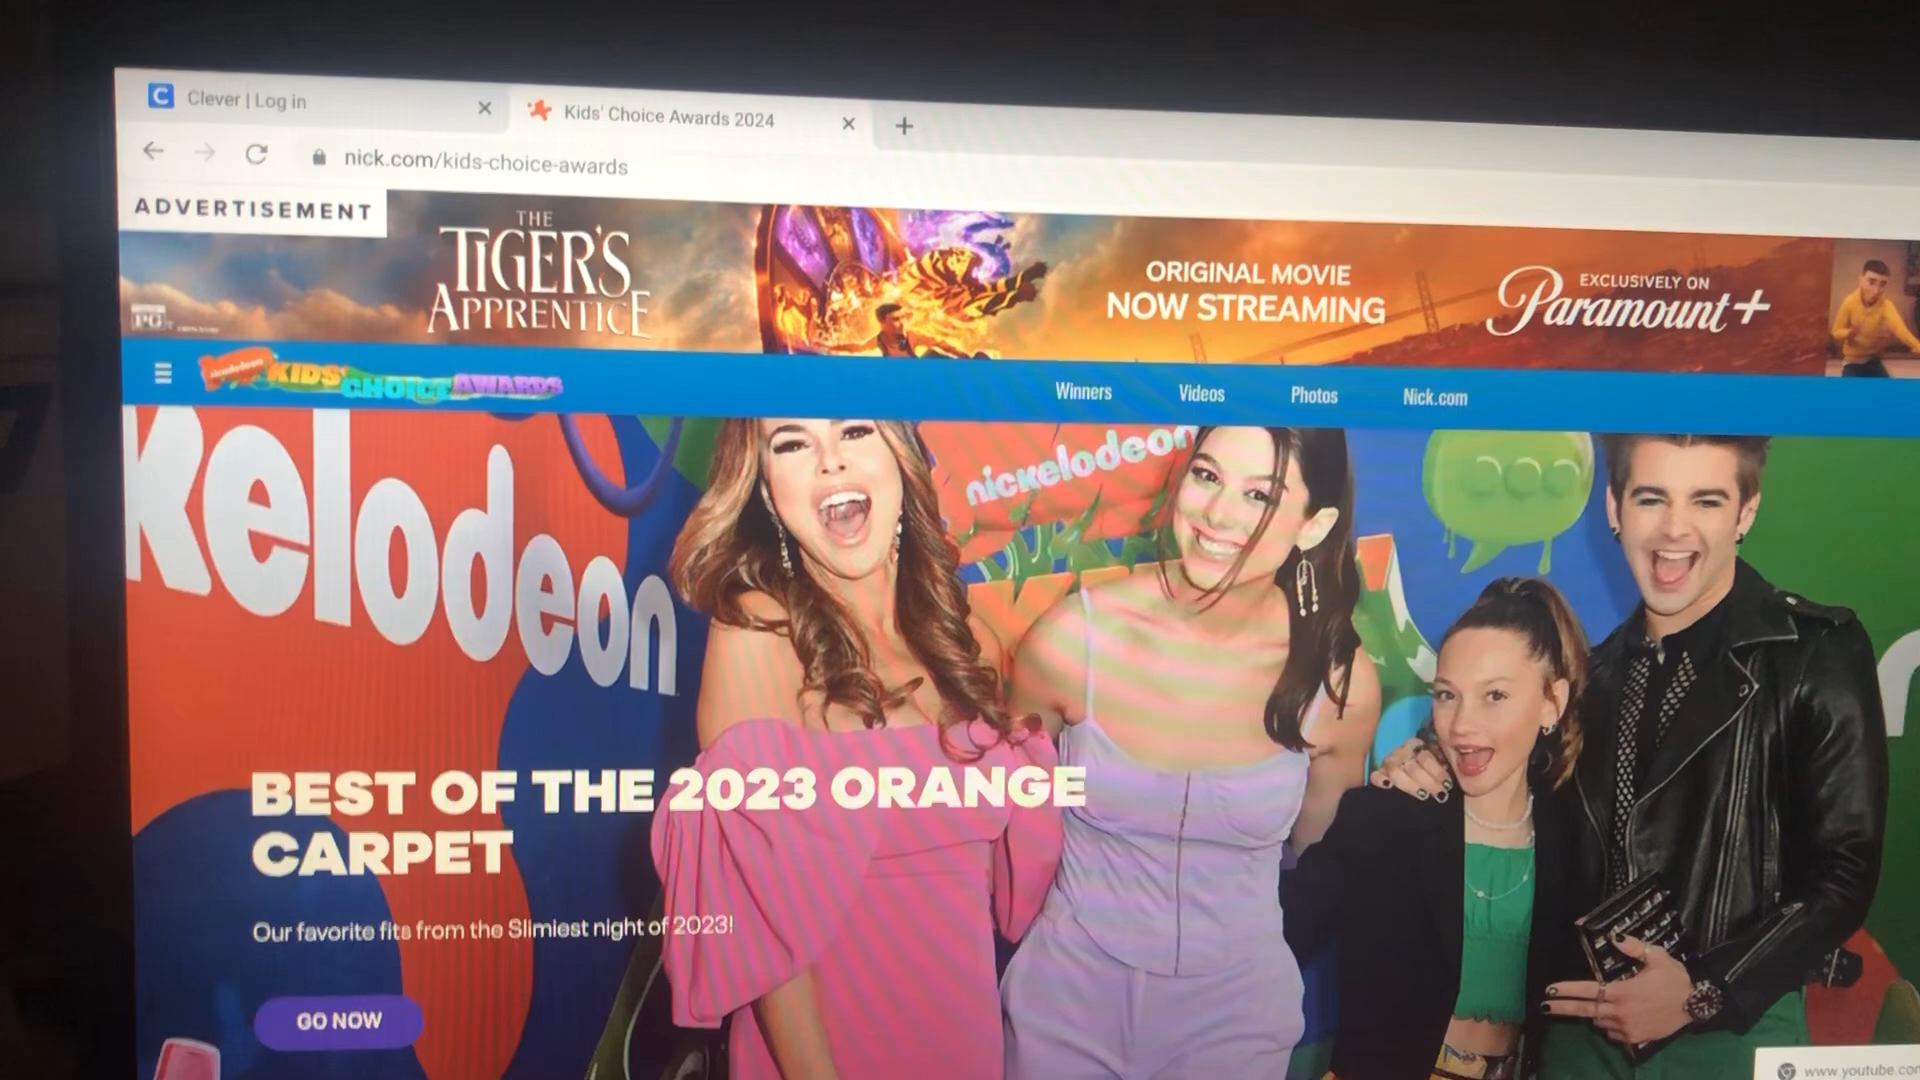 Clever | Log in
Kids' Choice Awards 2024
nick.com/kids-choice-awards
ADVERTISEMENT
THE
TIGER'S
APPRENTICE
PG
ORIGINAL MOVIE
NOW STREAMING
EXCLUSIVELY ON
Paramount+
nickelodeon KIDS' CHOICE AWARDS
Winners
Videos
Photos
Nick.com
kelodeon
nickelodeon
BEST OF THE 2023 ORANGE
CARPET
Our favorite fits from the Slimiest night of 2023!
GO NOW
www.youtube.com